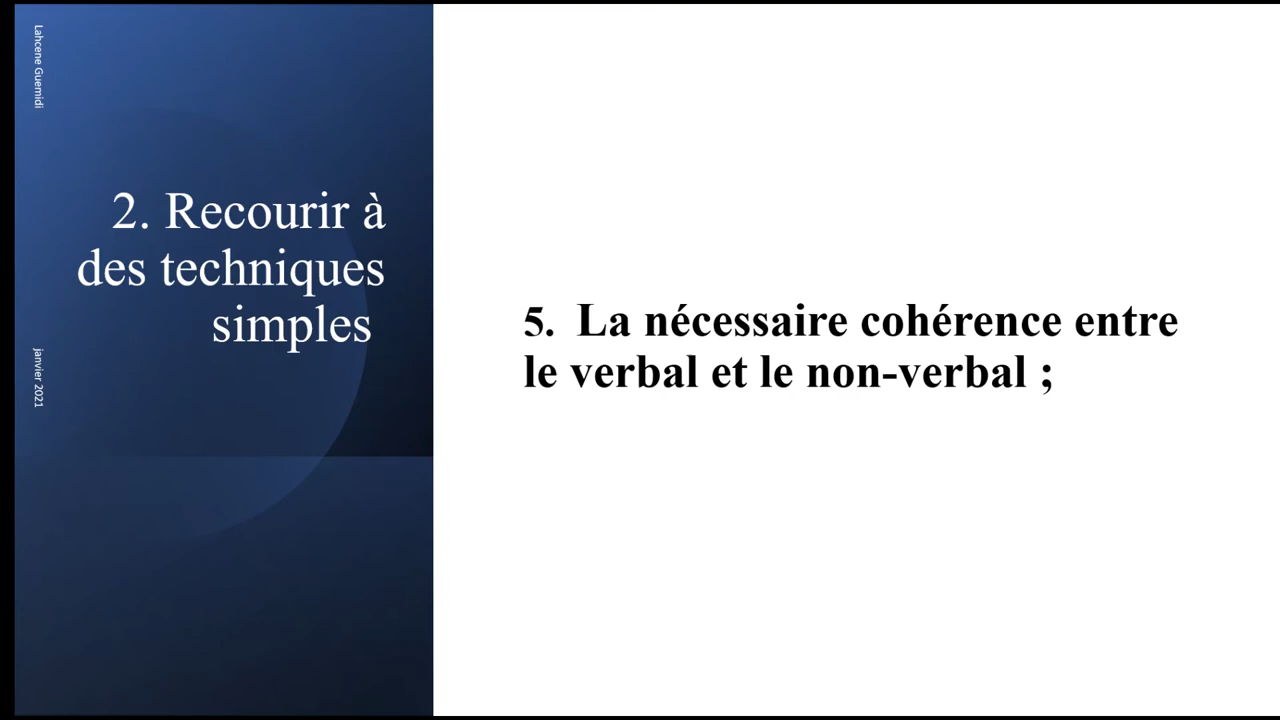 Lahcene Guemidi
2. Recourir à
des techniques
simples
janvier 2021
5. La nécessaire cohérence entre
le verbal et le non-verbal ;